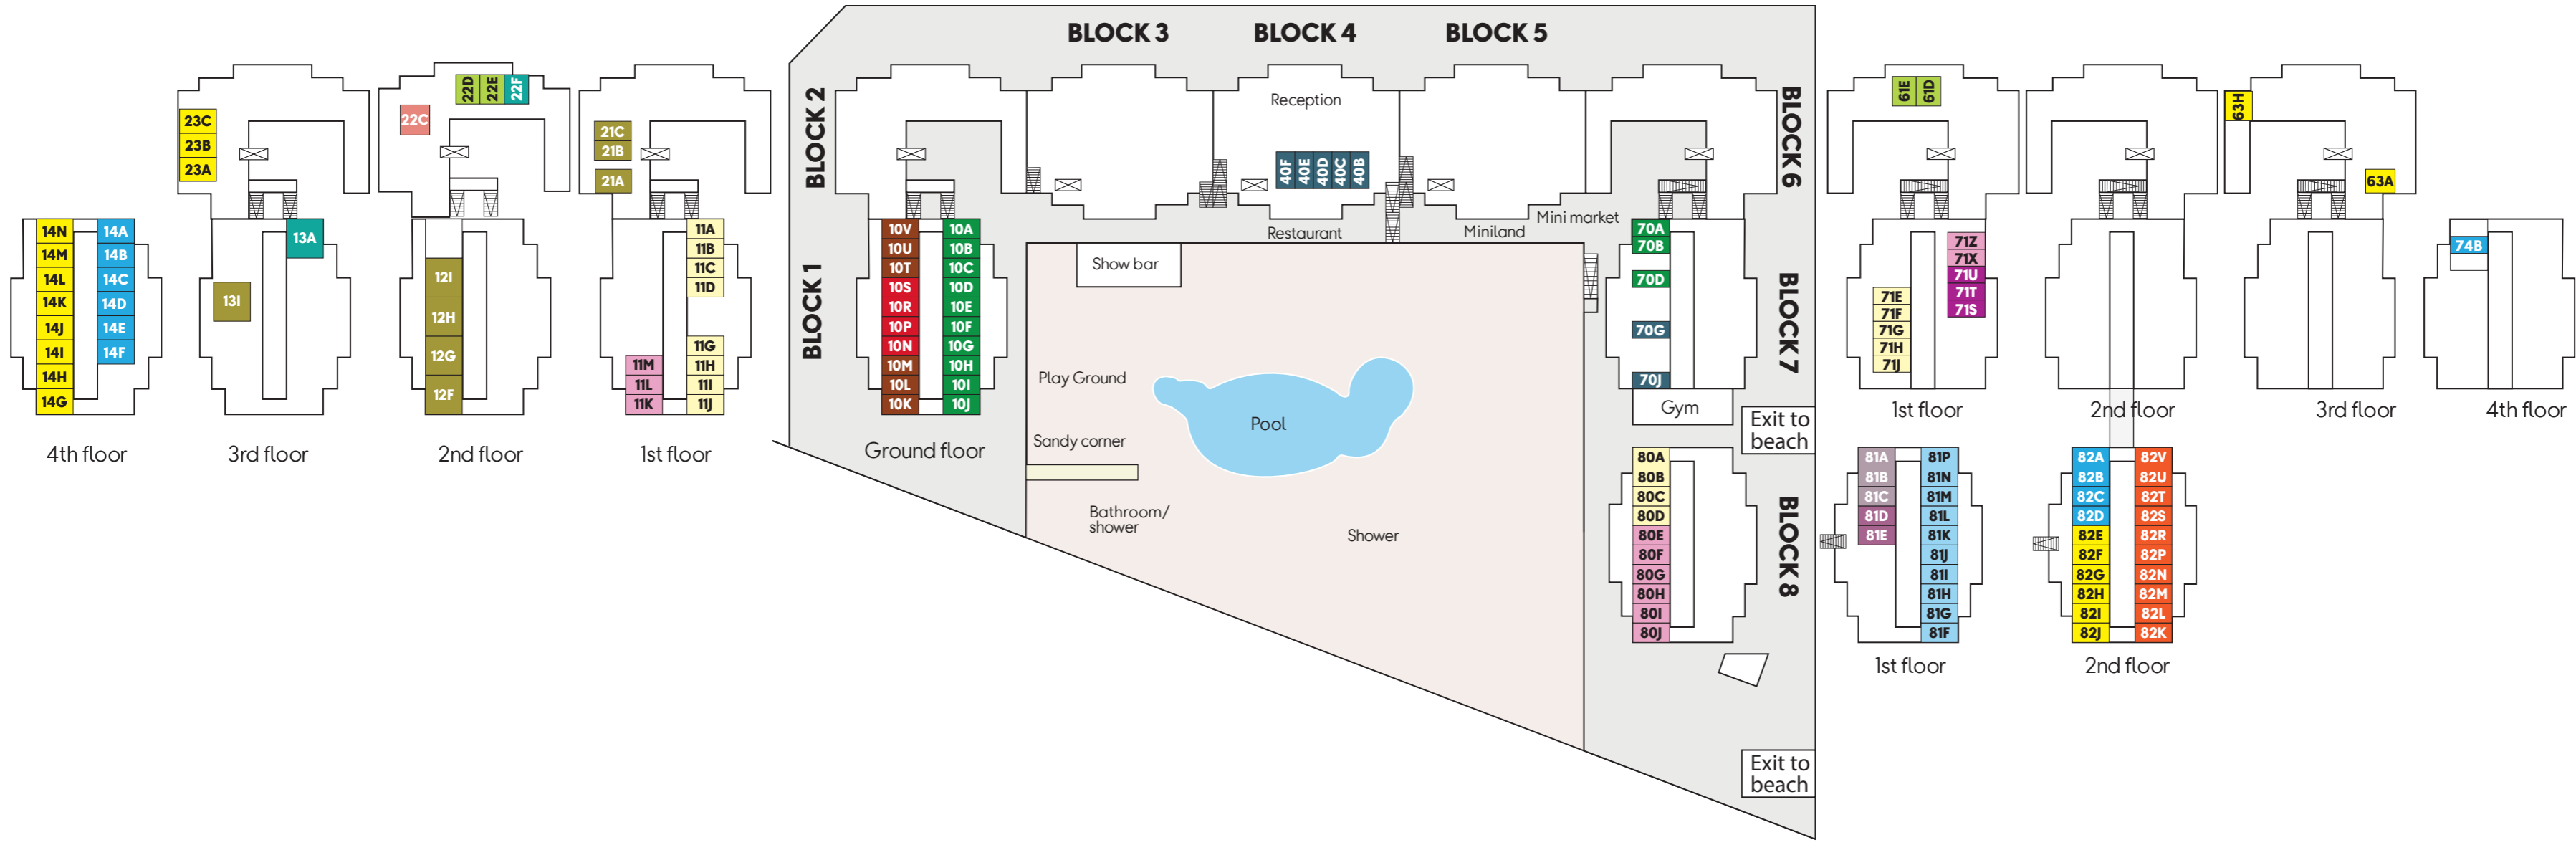 BLOCK 3
BLOCK 4
BLOCK 5
BLOCK 2
BLOCK 6
BLOCK 1
BLOCK 7
BLOCK 8
14N
14M
14L
14K
14J
14I
14H
14G
14A
14B
14C
14D
14E
14F
4th floor
23C
23B
23A
13A
13I
3rd floor
22D
22E
22F
22C
12I
12H
12G
12F
2nd floor
21C
21B
21A
11A
11B
11C
11D
11G
11H
11I
11J
11M
11L
11K
1st floor
10V
10U
10T
10S
10R
10P
10N
10M
10L
10K
10A
10B
10C
10D
10E
10F
10G
10H
10I
10J
Ground floor
Reception
40F
40E
40D
40C
40B
Restaurant
Miniland
Mini market
Show bar
Play Ground
Pool
Sandy corner
Bathroom/
shower
Shower
70A
70B
70D
70G
70J
Gym
Exit to
beach
80A
80B
80C
80D
80E
80F
80G
80H
80I
80J
Exit to
beach
61E
61D
71Z
71X
71U
71T
71S
71E
71F
71G
71H
71J
1st floor
2nd floor
63H
63A
3rd floor
74B
4th floor
81A
81B
81C
81D
81E
81P
81N
81M
81L
81K
81J
81I
81H
81G
81F
1st floor
82A
82B
82C
82D
82E
82F
82G
82H
82I
82J
82V
82U
82T
82S
82R
82P
82N
82M
82L
82K
2nd floor